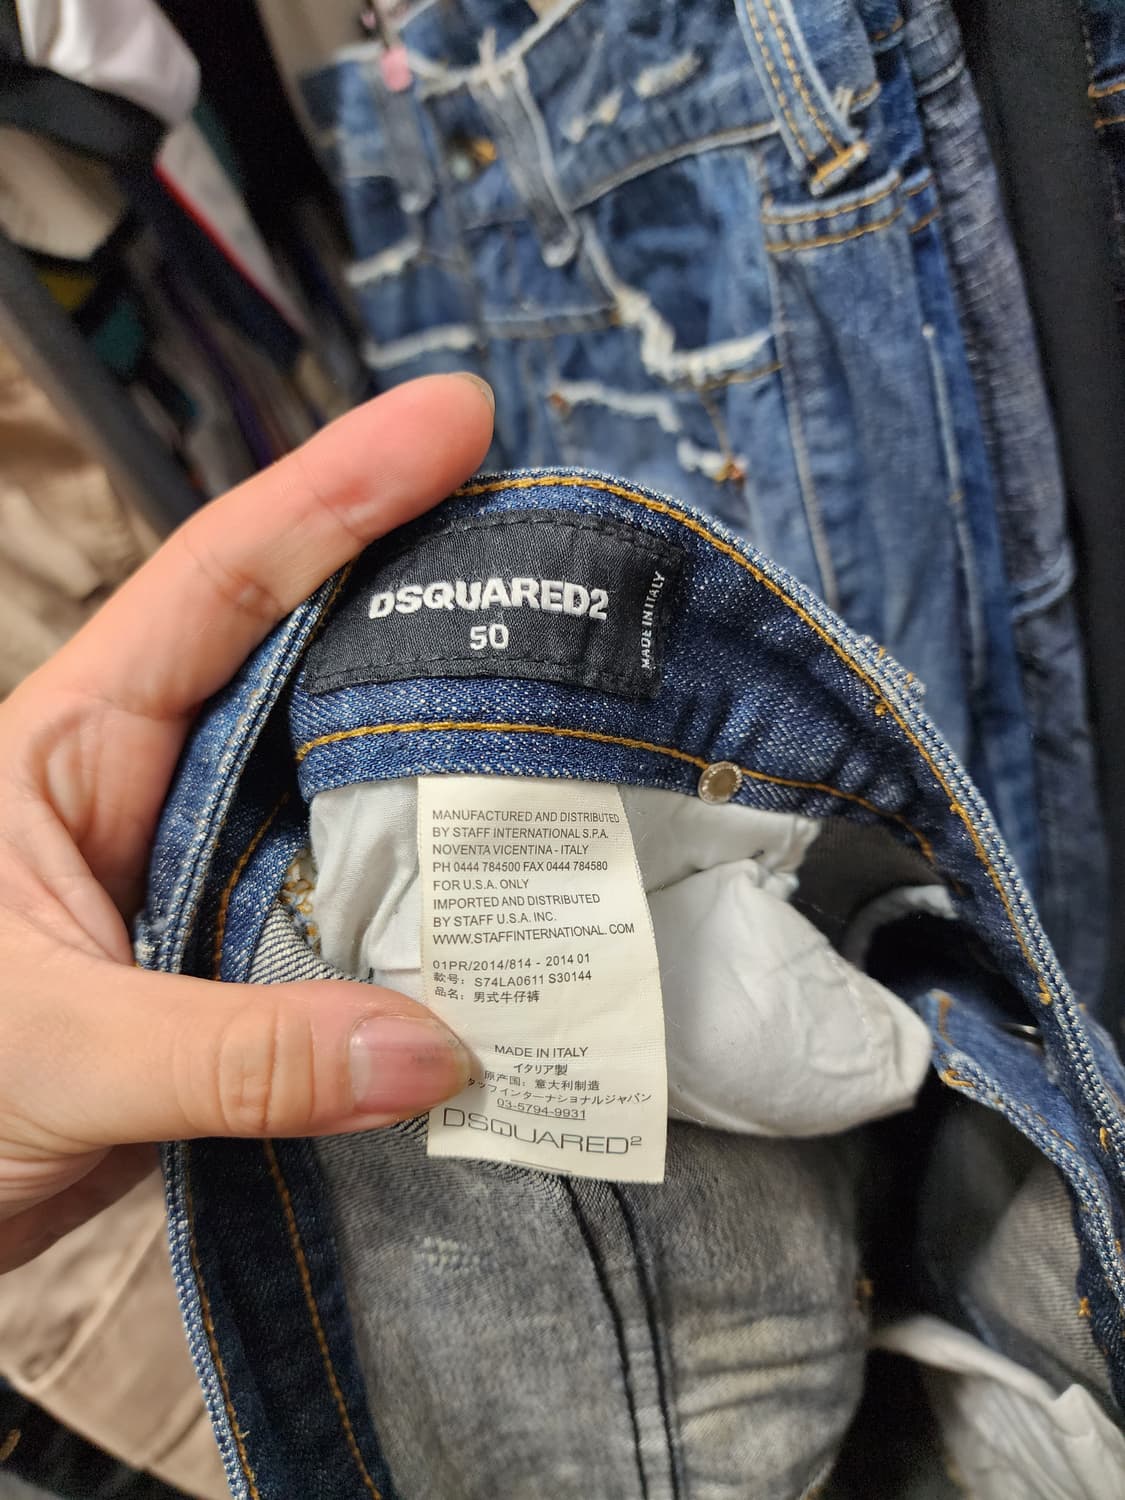 DSQUARED2
50
MADE IN ITALY
MANUFACTURED AND DISTRIBUTED
BY STAFF INTERNATIONAL S.P.A.
NOVENTA VICENTINA - ITALY
PH 0444 784500 FAX 0444 784580
FOR U.S.A. ONLY
IMPORTED AND DISTRIBUTED
BY STAFF U.S.A. INC.
WWW.STAFFINTERNATIONAL.COM
01PR/2014/814 - 2014 01
款号: S74LA0611 S30144
品名: 男式牛仔裤
MADE IN ITALY
イタリア製
原产国: 意大利制造
タッフインターナショナルジャパン
03-5794-9931
DSQUARED2